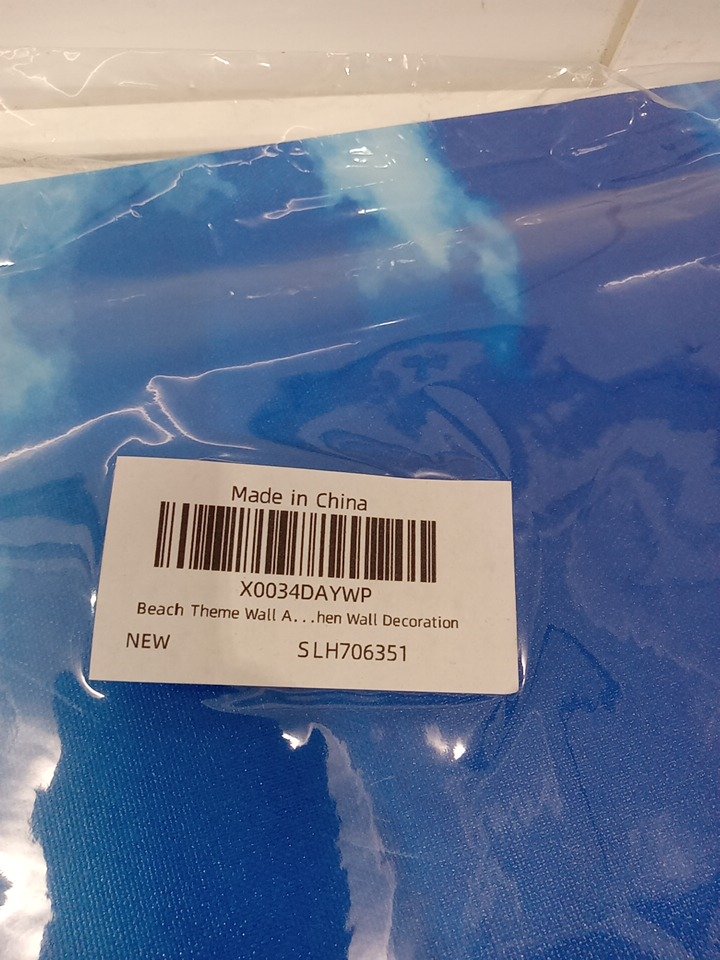 Made in China
X0034DAYWP
Beach Theme Wall A...hen Wall Decoration
NEW SLH706351